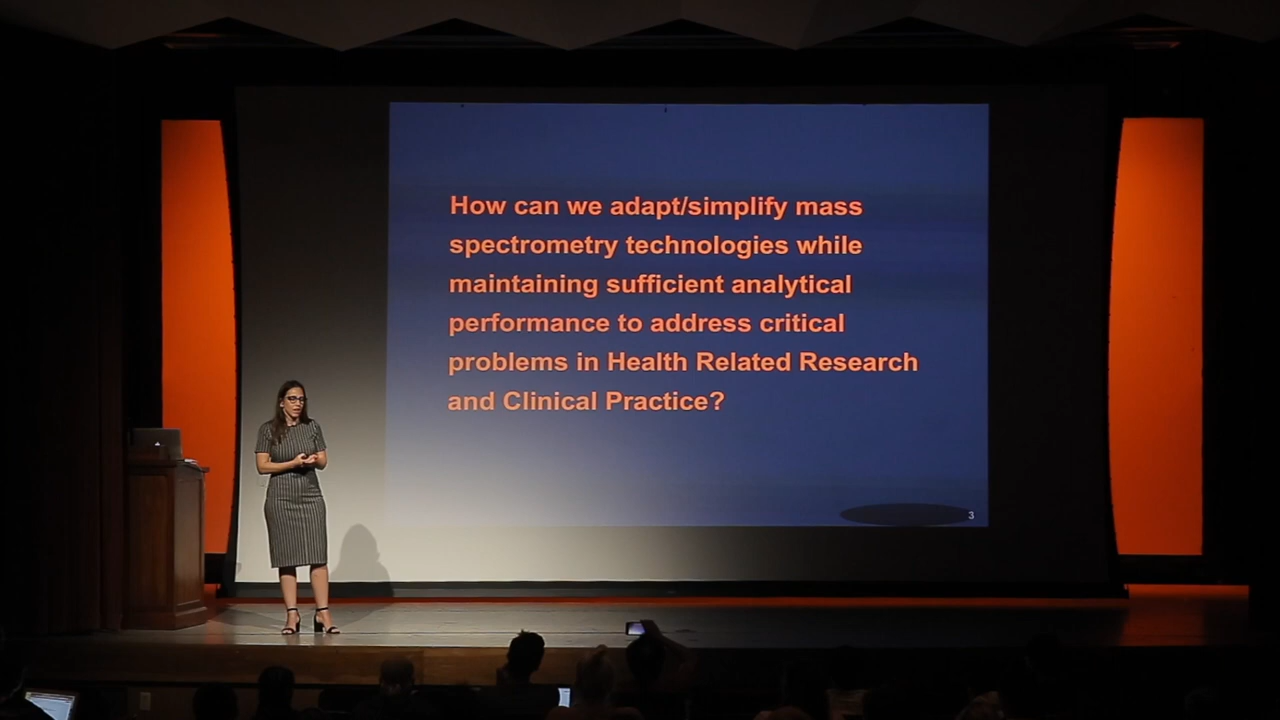 How can we adapt/simplify mass
spectrometry technologies while
maintaining sufficient analytical
performance to address critical
problems in Health Related Research
and Clinical Practice?
3